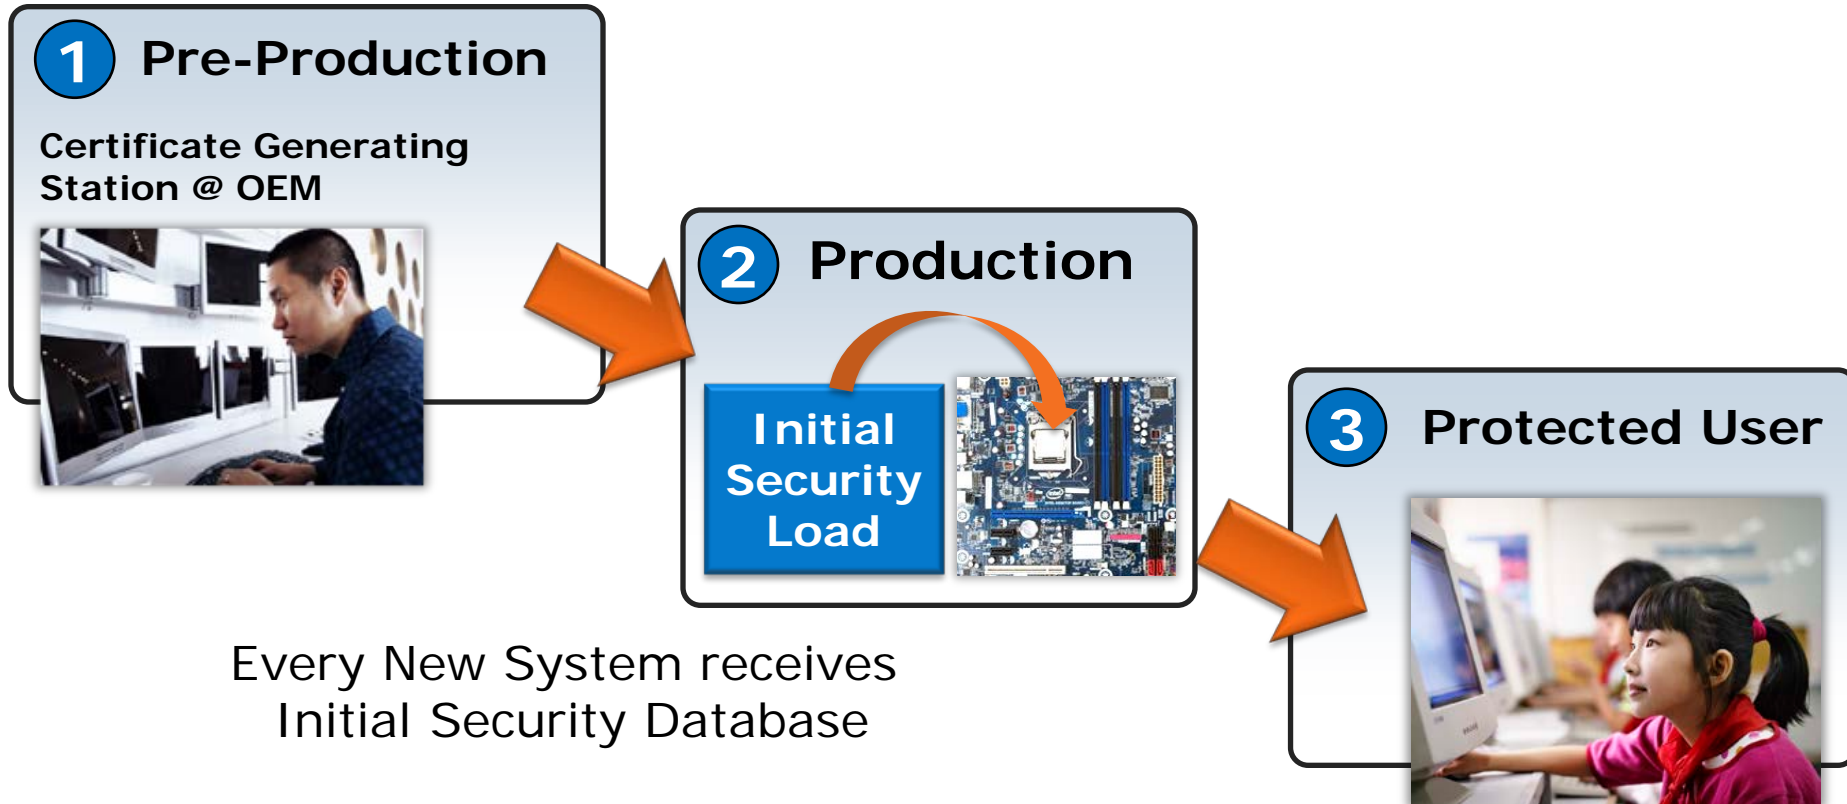 1 Pre-Production
Certificate Generating
Station @ OEM
2 Production
Initial
Security
Load
3 Protected User
Every New System receives
Initial Security Database